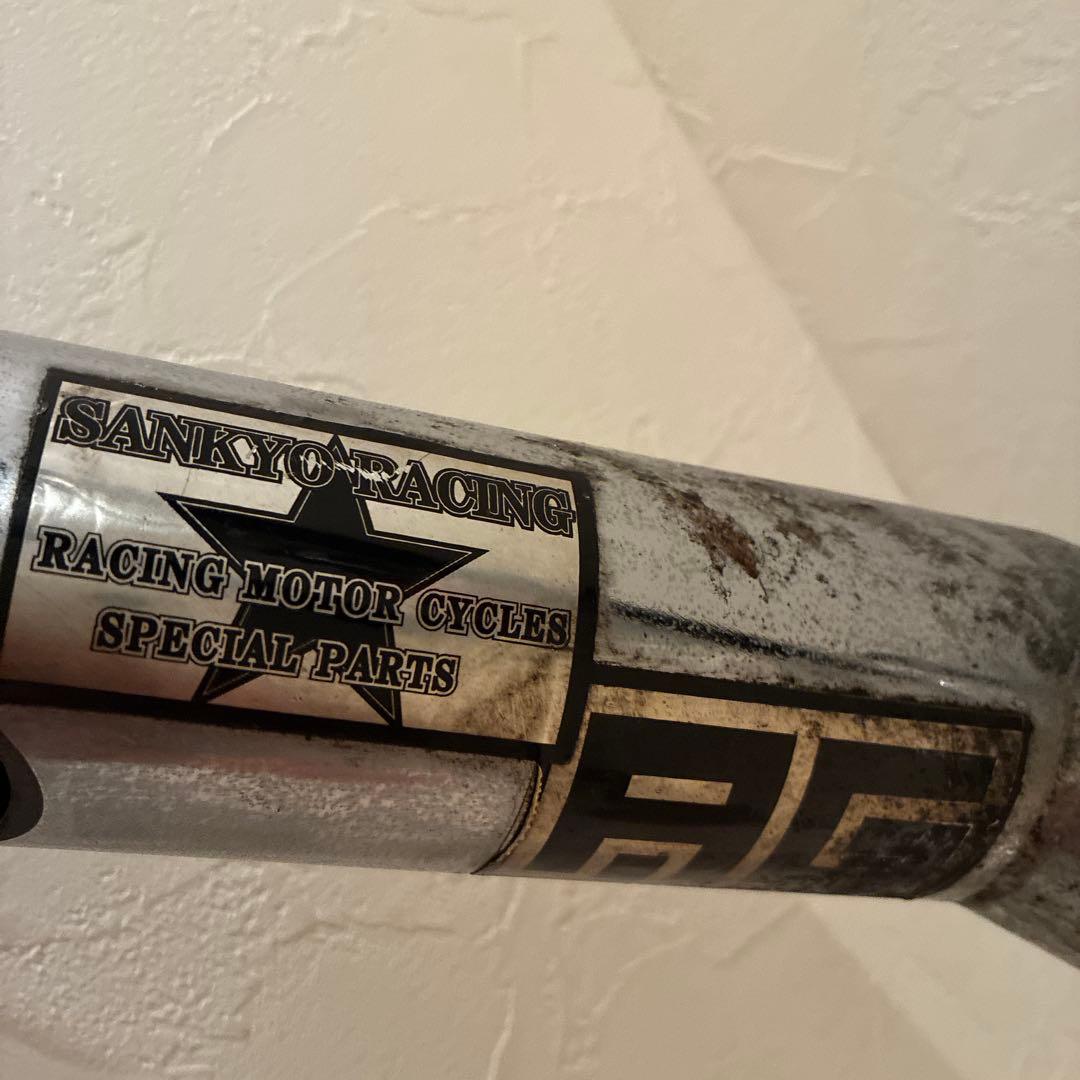 SANKYO RACING
RACING MOTOR CYCLES
SPECIAL PARTS